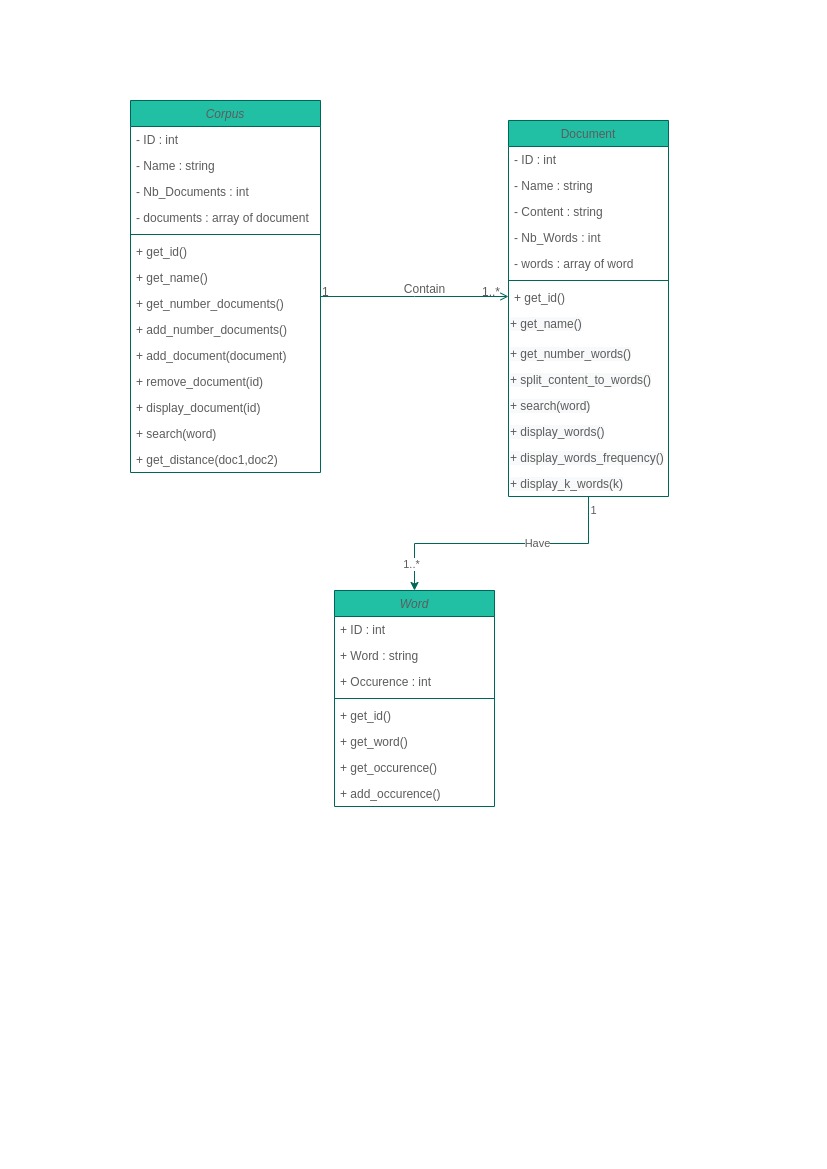 Corpus
- ID : int
- Name : string
- Nb_Documents : int
- documents : array of document
+ get_id()
+ get_name()
+ get_number_documents()
+ add_number_documents()
+ add_document(document)
+ remove_document(id)
+ display_document(id)
+ search(word)
+ get_distance(doc1,doc2)
1
Contain
1..*
Document
- ID : int
- Name : string
- Content : string
- Nb_Words : int
- words : array of word
+ get_id()
+ get_name()
+ get_number_words()
+ split_content_to_words()
+ search(word)
+ display_words()
+ display_words_frequency()
+ display_k_words(k)
1
Have
1..*
Word
+ ID : int
+ Word : string
+ Occurence : int
+ get_id()
+ get_word()
+ get_occurence()
+ add_occurence()